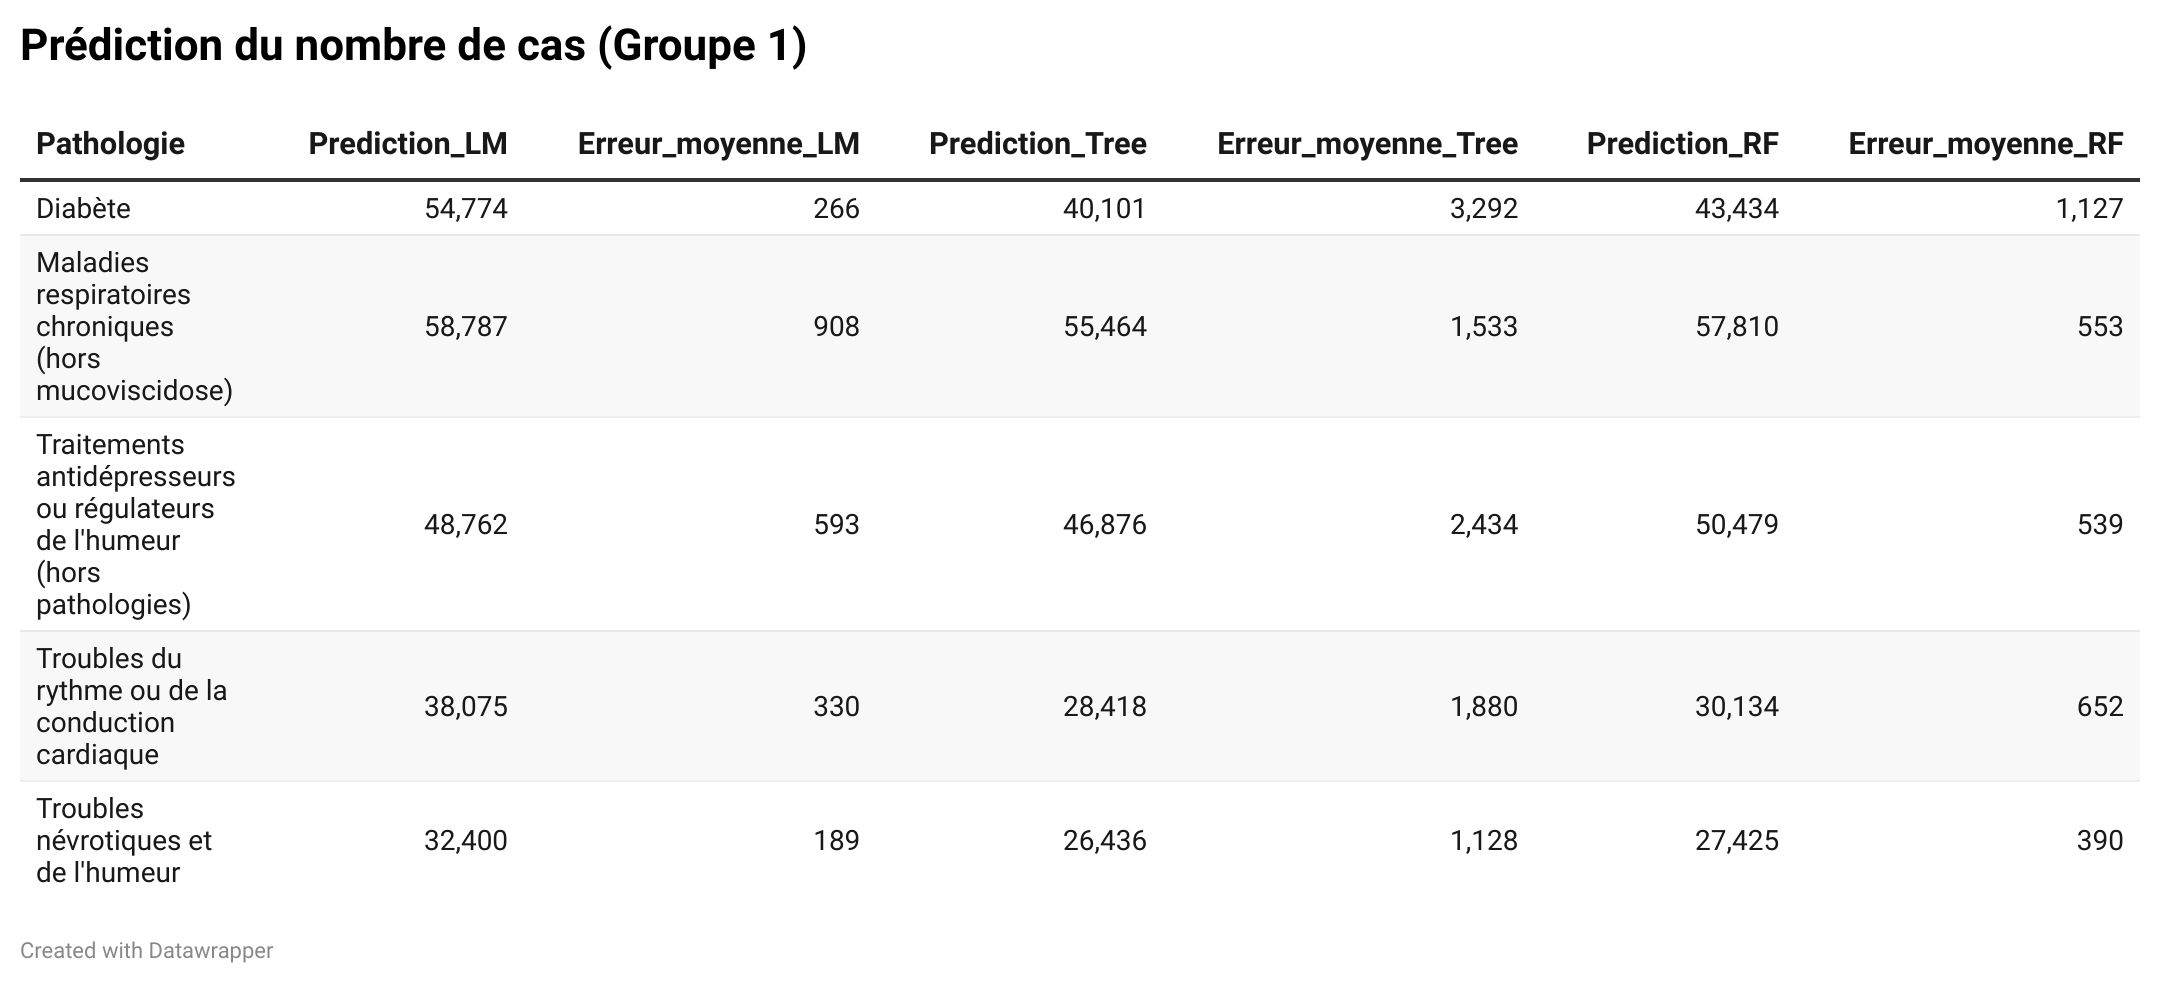 Prédiction du nombre de cas (Groupe 1)
Pathologie Prediction_LM Erreur_moyenne_LM Prediction_Tree Erreur_moyenne_Tree Prediction_RF Erreur_moyenne_RF
Diabète 54,774 266 40,101 3,292 43,434 1,127
Maladies
respiratoires
chroniques 58,787 908 55,464 1,533 57,810 553
(hors
mucoviscidose)
Traitements
antidépresseurs
ou régulateurs
de l'humeur 48,762 593 46,876 2,434 50,479 539
(hors
pathologies)
Troubles du
rythme ou de la
conduction 38,075 330 28,418 1,880 30,134 652
cardiaque
Troubles
névrotiques et 32,400 189 26,436 1,128 27,425 390
de l'humeur
Created with Datawrapper